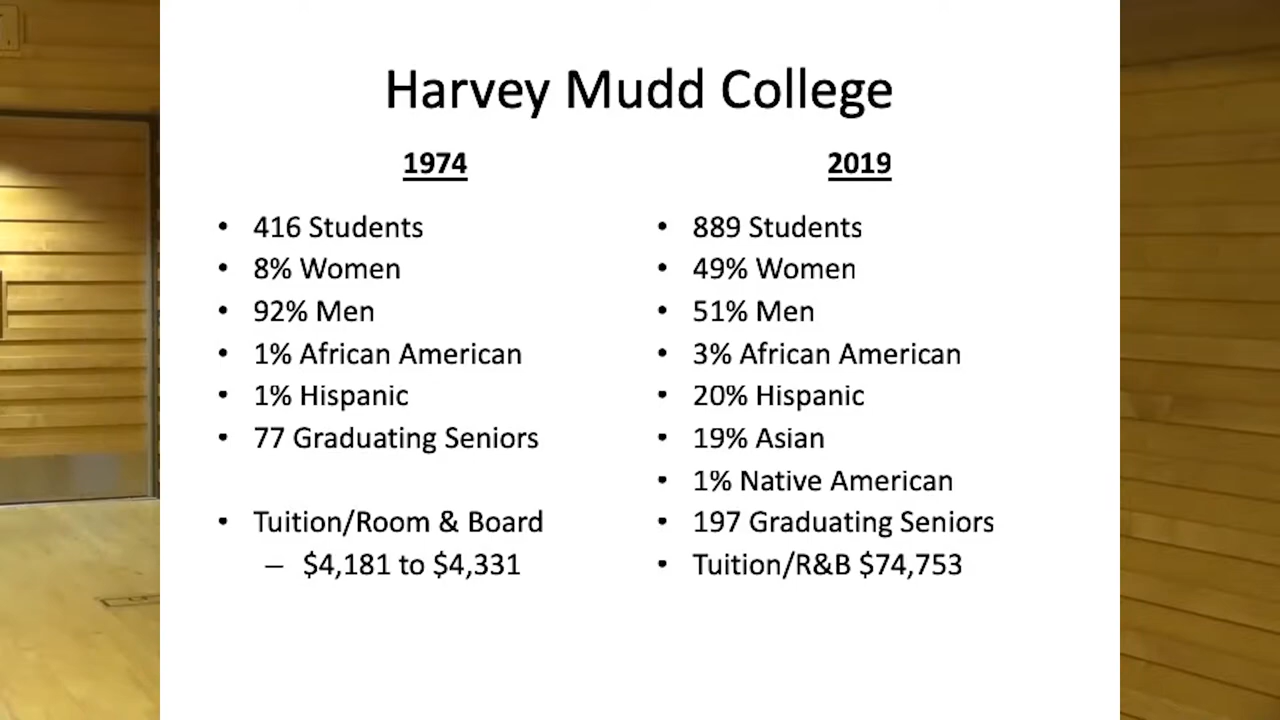 Harvey Mudd College
1974
• 416 Students
• 8% Women
• 92% Men
• 1% African American
• 1% Hispanic
• 77 Graduating Seniors
• Tuition/Room & Board
– $4,181 to $4,331
2019
• 889 Students
• 49% Women
• 51% Men
• 3% African American
• 20% Hispanic
• 19% Asian
• 1% Native American
• 197 Graduating Seniors
• Tuition/R&B $74,753